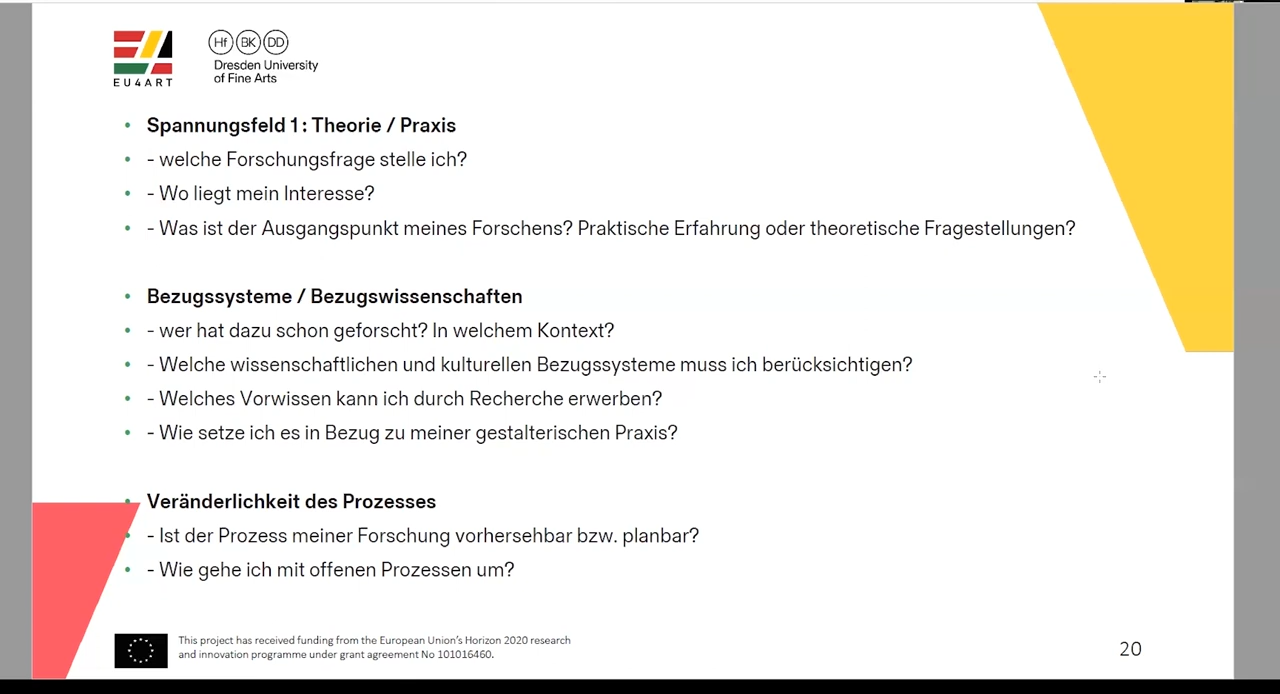 EU4ART
Hf BK DD
Dresden University
of Fine Arts
• Spannungsfeld 1: Theorie / Praxis
• - welche Forschungsfrage stelle ich?
• - Wo liegt mein Interesse?
• - Was ist der Ausgangspunkt meines Forschens? Praktische Erfahrung oder theoretische Fragestellungen?
• Bezugssysteme / Bezugswissenschaften
• - wer hat dazu schon geforscht? In welchem Kontext?
• - Welche wissenschaftlichen und kulturellen Bezugssysteme muss ich berücksichtigen?
• - Welches Vorwissen kann ich durch Recherche erwerben?
• - Wie setze ich es in Bezug zu meiner gestalterischen Praxis?
• Veränderlichkeit des Prozesses
• - Ist der Prozess meiner Forschung vorhersehbar bzw. planbar?
• - Wie gehe ich mit offenen Prozessen um?
This project has received funding from the European Union's Horizon 2020 research
and innovation programme under grant agreement No 101016460.
20